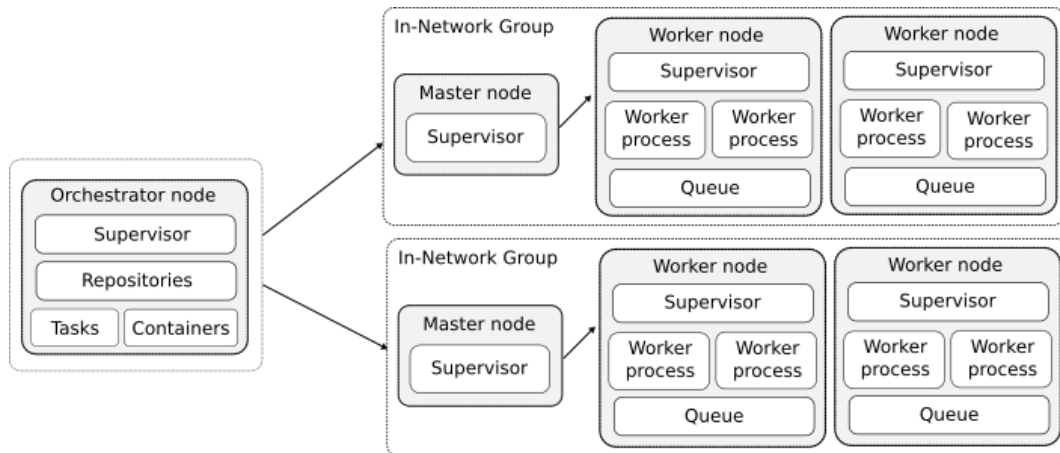 Orchestrator node
Supervisor
Repositories
Tasks
Containers
In-Network Group
Master node
Supervisor
Worker node
Supervisor
Worker
process
Worker
process
Queue
Worker node
Supervisor
Worker
process
Worker
process
Queue
In-Network Group
Master node
Supervisor
Worker node
Supervisor
Worker
process
Worker
process
Queue
Worker node
Supervisor
Worker
process
Worker
process
Queue